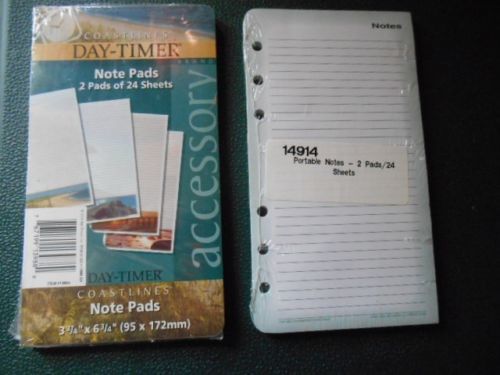 COASTLINES
DAY-TIMER
BRAND
Note Pads
2 Pads of 24 Sheets
accessory
DAY-TIMER
COASTLINES
Note Pads
3 3/4" x 6 3/4" (95 x 172mm)
Notes
14914
Portable Notes - 2 Pads/24
Sheets